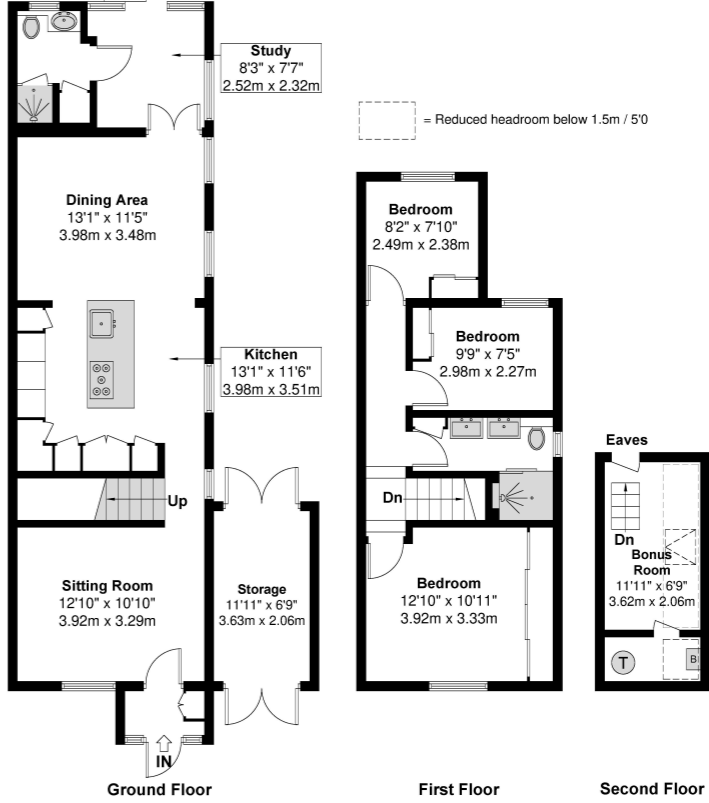 Study
8'3" x 7'7"
2.52m x 2.32m
= Reduced headroom below 1.5m / 5'0
Dining Area
13'1" x 11'5"
3.98m x 3.48m
Bedroom
8'2" x 7'10"
2.49m x 2.38m
Kitchen
13'1" x 11'6"
3.98m x 3.51m
Bedroom
9'9" x 7'5"
2.98m x 2.27m
Eaves
Up
Dn
Dn
Bonus
Room
11'11" x 6'9"
3.62m x 2.06m
Sitting Room
12'10" x 10'10"
3.92m x 3.29m
Storage
11'11" x 6'9"
3.63m x 2.06m
Bedroom
12'10" x 10'11"
3.92m x 3.33m
T
B
IN
Ground Floor
First Floor
Second Floor